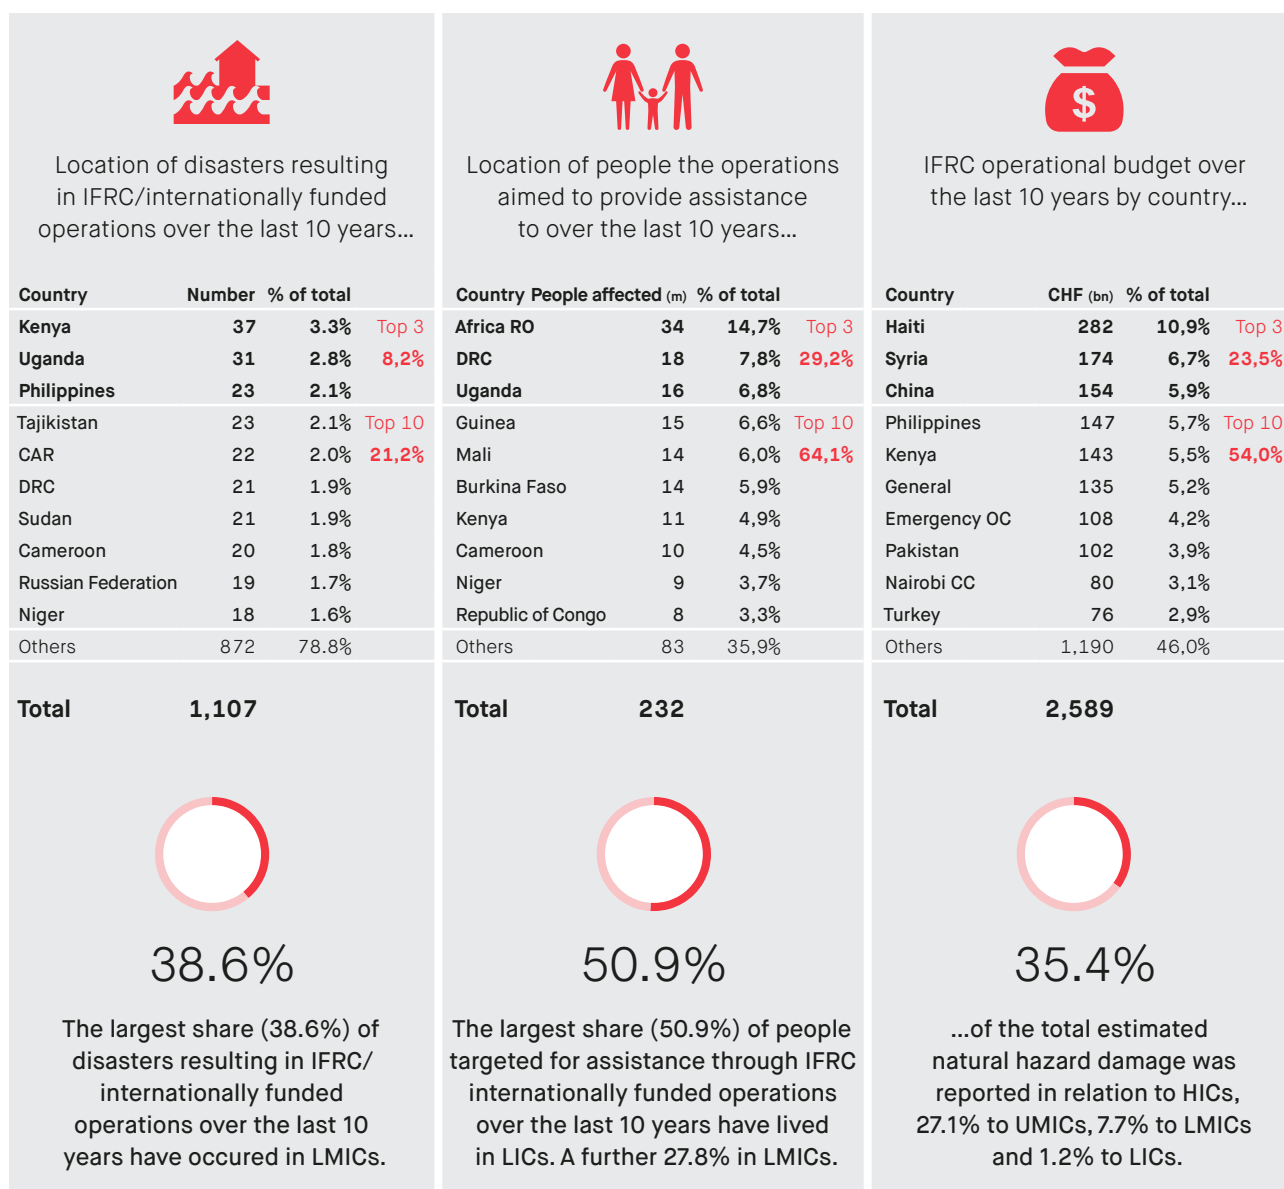 Location of disasters resulting
in IFRC/internationally funded
operations over the last 10 years...
Country Number % of total
Kenya 37 3.3% Top 3
Uganda 31 2.8% 8,2%
Philippines 23 2.1%
Tajikistan 23 2.1% Top 10
CAR 22 2.0% 21,2%
DRC 21 1.9%
Sudan 21 1.9%
Cameroon 20 1.8%
Russian Federation 19 1.7%
Niger 18 1.6%
Others 872 78.8%
Total 1,107
38.6%
The largest share (38.6%) of
disasters resulting in IFRC/
internationally funded
operations over the last 10
years have occured in LMICs.
Location of people the operations
aimed to provide assistance
to over the last 10 years...
Country People affected (m) % of total
Africa RO 34 14,7% Top 3
DRC 18 7,8% 29,2%
Uganda 16 6,8%
Guinea 15 6,6% Top 10
Mali 14 6,0% 64,1%
Burkina Faso 14 5,9%
Kenya 11 4,9%
Cameroon 10 4,5%
Niger 9 3,7%
Republic of Congo 8 3,3%
Others 83 35,9%
Total 232
50.9%
The largest share (50.9%) of people
targeted for assistance through IFRC
internationally funded operations
over the last 10 years have lived
in LICs. A further 27.8% in LMICs.
$
IFRC operational budget over
the last 10 years by country...
Country CHF (bn) % of total
Haiti 282 10,9% Top 3
Syria 174 6,7% 23,5%
China 154 5,9%
Philippines 147 5,7% Top 10
Kenya 143 5,5% 54,0%
General 135 5,2%
Emergency OC 108 4,2%
Pakistan 102 3,9%
Nairobi CC 80 3,1%
Turkey 76 2,9%
Others 1,190 46,0%
Total 2,589
35.4%
...of the total estimated
natural hazard damage was
reported in relation to HICs,
27.1% to UMICs, 7.7% to LMICs
and 1.2% to LICs.